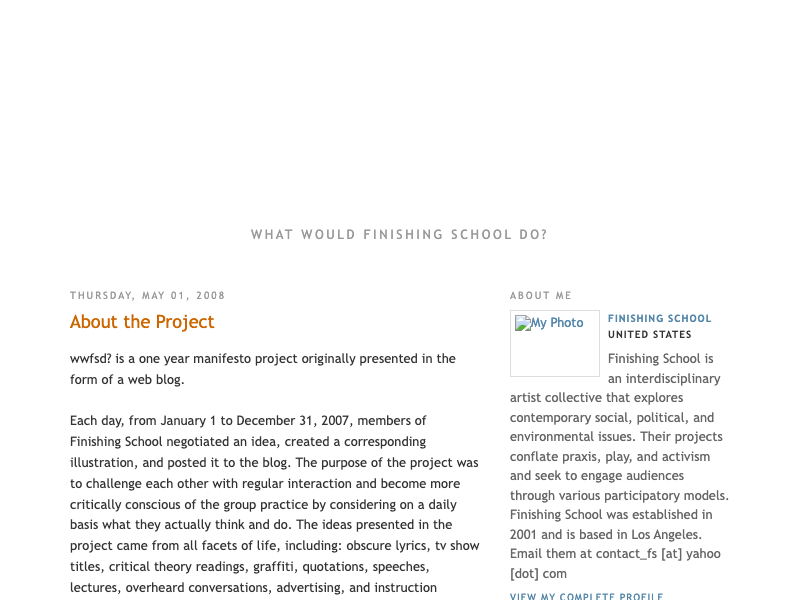 WHAT WOULD FINISHING SCHOOL DO?
THURSDAY, MAY 01, 2008
About the Project
wwfsd? is a one year manifesto project originally presented in the
form of a web blog.
Each day, from January 1 to December 31, 2007, members of
Finishing School negotiated an idea, created a corresponding
illustration, and posted it to the blog. The purpose of the project was
to challenge each other with regular interaction and become more
critically conscious of the group practice by considering on a daily
basis what they actually think and do. The ideas presented in the
project came from all facets of life, including: obscure lyrics, tv show
titles, critical theory readings, graffiti, quotations, speeches,
lectures, overheard conversations, advertising, and instruction
ABOUT ME
My Photo
FINISHING SCHOOL
UNITED STATES
Finishing School is
an interdisciplinary
artist collective that explores
contemporary social, political, and
environmental issues. Their projects
conflate praxis, play, and activism
and seek to engage audiences
through various participatory models.
Finishing School was established in
2001 and is based in Los Angeles.
Email them at contact_fs [at] yahoo
[dot] com
VIEW MY COMPLETE PROFILE